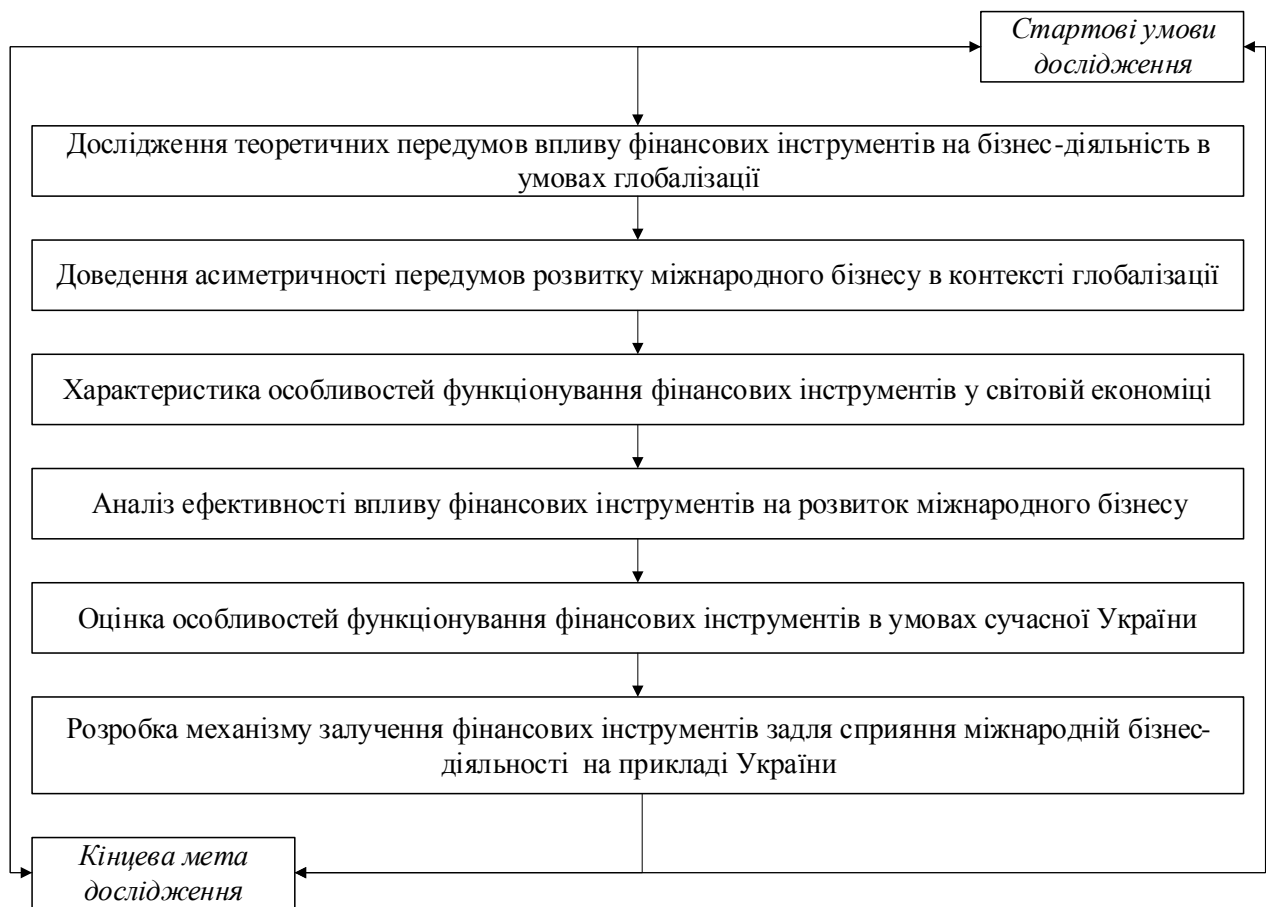 Стартові умови
дослідження
Дослідження теоретичних передумов впливу фінансових інструментів на бізнес-діяльність в
умовах глобалізації
Доведення асиметричності передумов розвитку міжнародного бізнесу в контексті глобалізації
Характеристика особливостей функціонування фінансових інструментів у світовій економіці
Аналіз ефективності впливу фінансових інструментів на розвиток міжнародного бізнесу
Оцінка особливостей функціонування фінансових інструментів в умовах сучасної України
Розробка механізму залучення фінансових інструментів задля сприяння міжнародній бізнес-
діяльності на прикладі України
Кінцева мета
дослідження